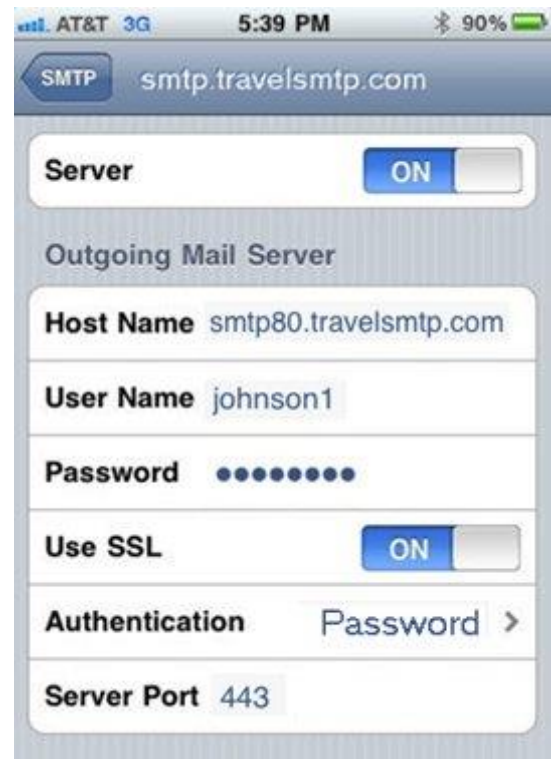 AT&T 3G 5:39 PM 90%
SMTP smtp.travelsmtp.com
Server ON
Outgoing Mail Server
Host Name smtp80.travelsmtp.com
User Name johnson1
Password ●●●●●●●●
Use SSL ON
Authentication Password >
Server Port 443